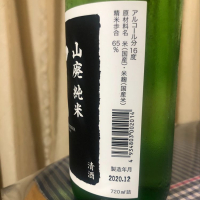 アルコール分16度
原材料名 米(国産)・米麹(国産米)
精米歩合 65%
山廃純米
清酒
4934803002014
製造年月
2020.12
720ml詰